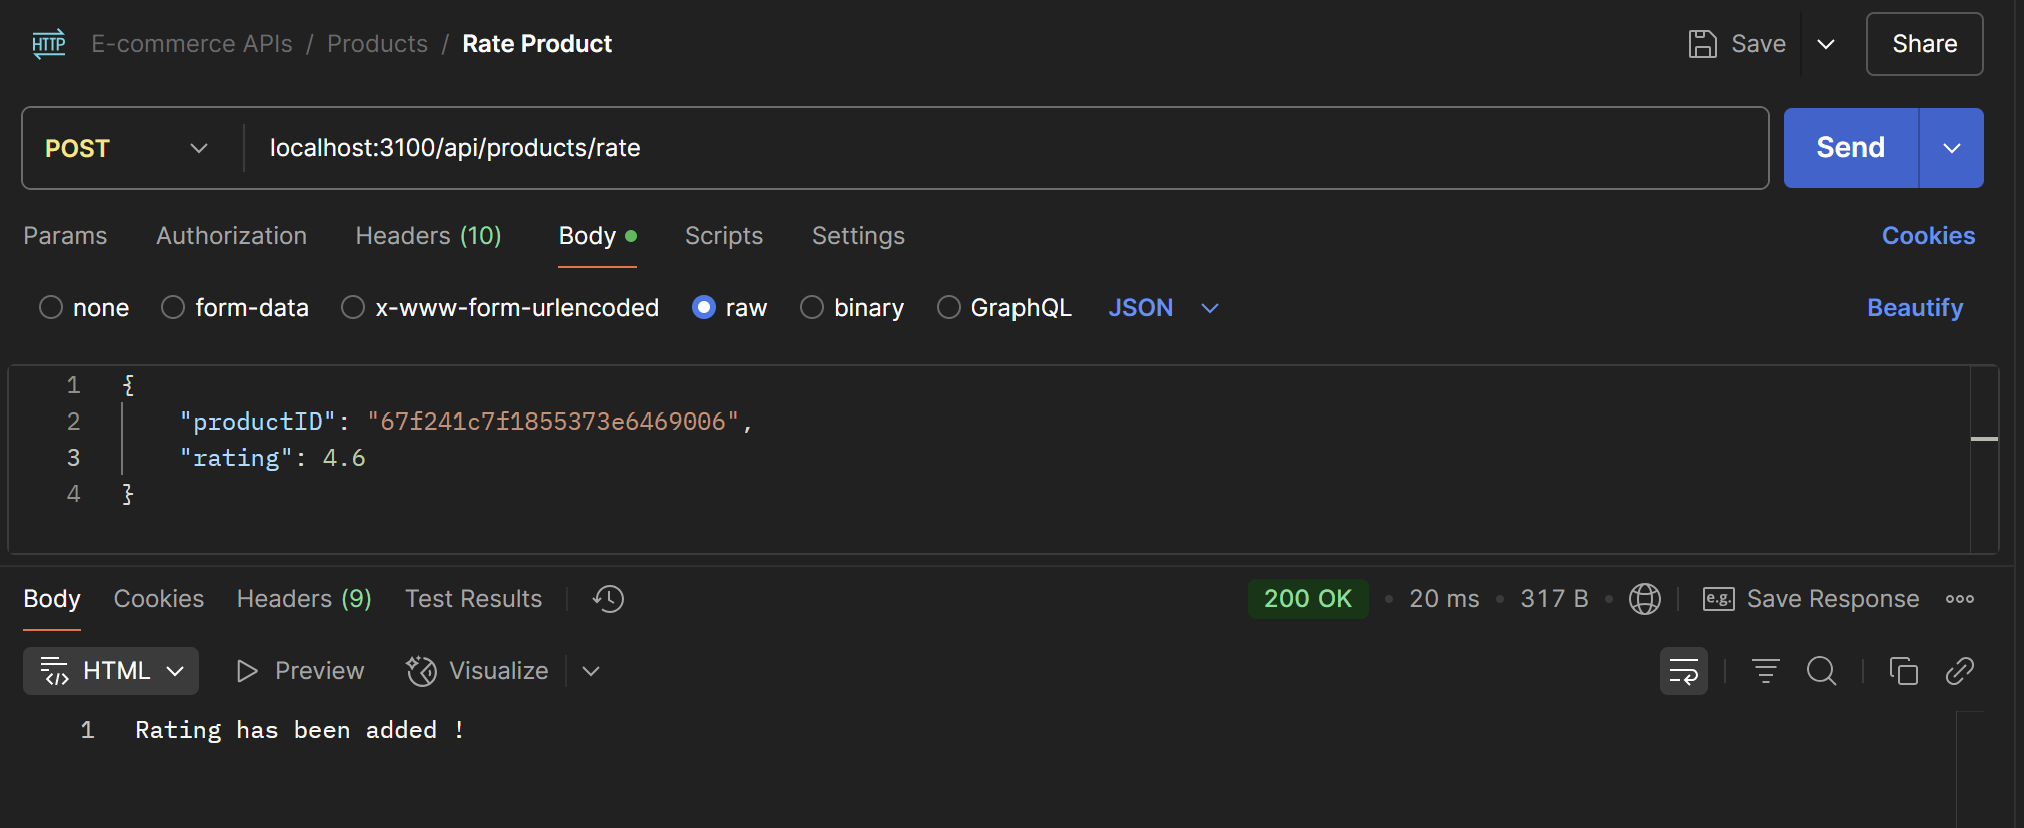 HTTP E-commerce APIs / Products / Rate Product Save Share
POST localhost:3100/api/products/rate Send
Params Authorization Headers (10) Body Scripts Settings Cookies
none form-data x-www-form-urlencoded raw binary GraphQL JSON Beautify
1 {
2 "productID": "67f241c7f1855373e6469006",
3 "rating": 4.6
4 }
Body Cookies Headers (9) Test Results 200 OK • 20 ms • 317 B • e.g. Save Response
HTML Preview Visualize
1 Rating has been added !